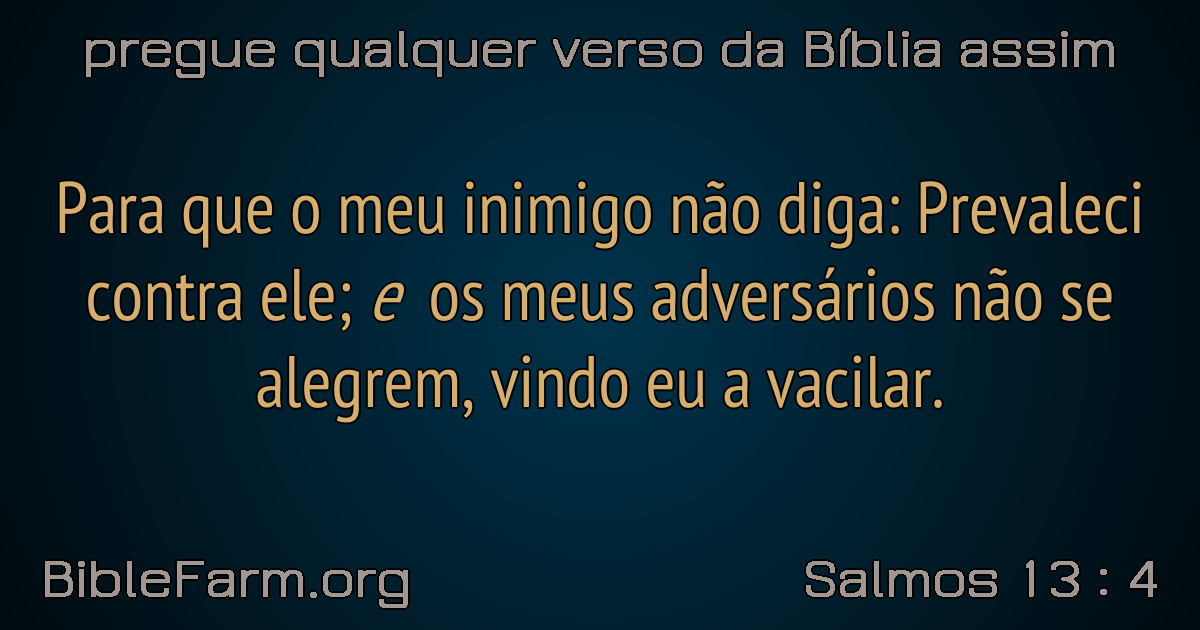 pregue qualquer verso da Bíblia assim
Para que o meu inimigo não diga: Prevaleci
contra ele; e os meus adversários não se
alegrem, vindo eu a vacilar.
BibleFarm.org
Salmos 13 : 4